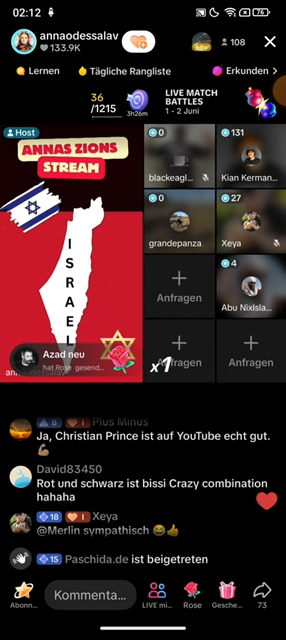 02:12
76
annaodessalav
133.9K
108
Lernen
Tägliche Rangliste
Erkunden
36
/1215
3h26m
LIVE MATCH
BATTLES
1 - 2 Juni
Host
ANNAS ZIONS
STREAM
ISRAEL
0
blackeagl...
131
Kian Kerman...
0
grandepanza
27
Xeya
Anfragen
4
Abu NixIsla...
Anfragen
Anfragen
Azad neu
hat Rose gesend...
x1
8 1 Plus Minus
Ja, Christian Prince ist auf YouTube echt gut.
David83450
Rot und schwarz ist bissi Crazy combination
hahaha
18 1 Xeya
@Merlin sympathisch
15 Paschida.de ist beigetreten
Kommenta...
Abonn...
LIVE mi...
Rose
Gesche...
73